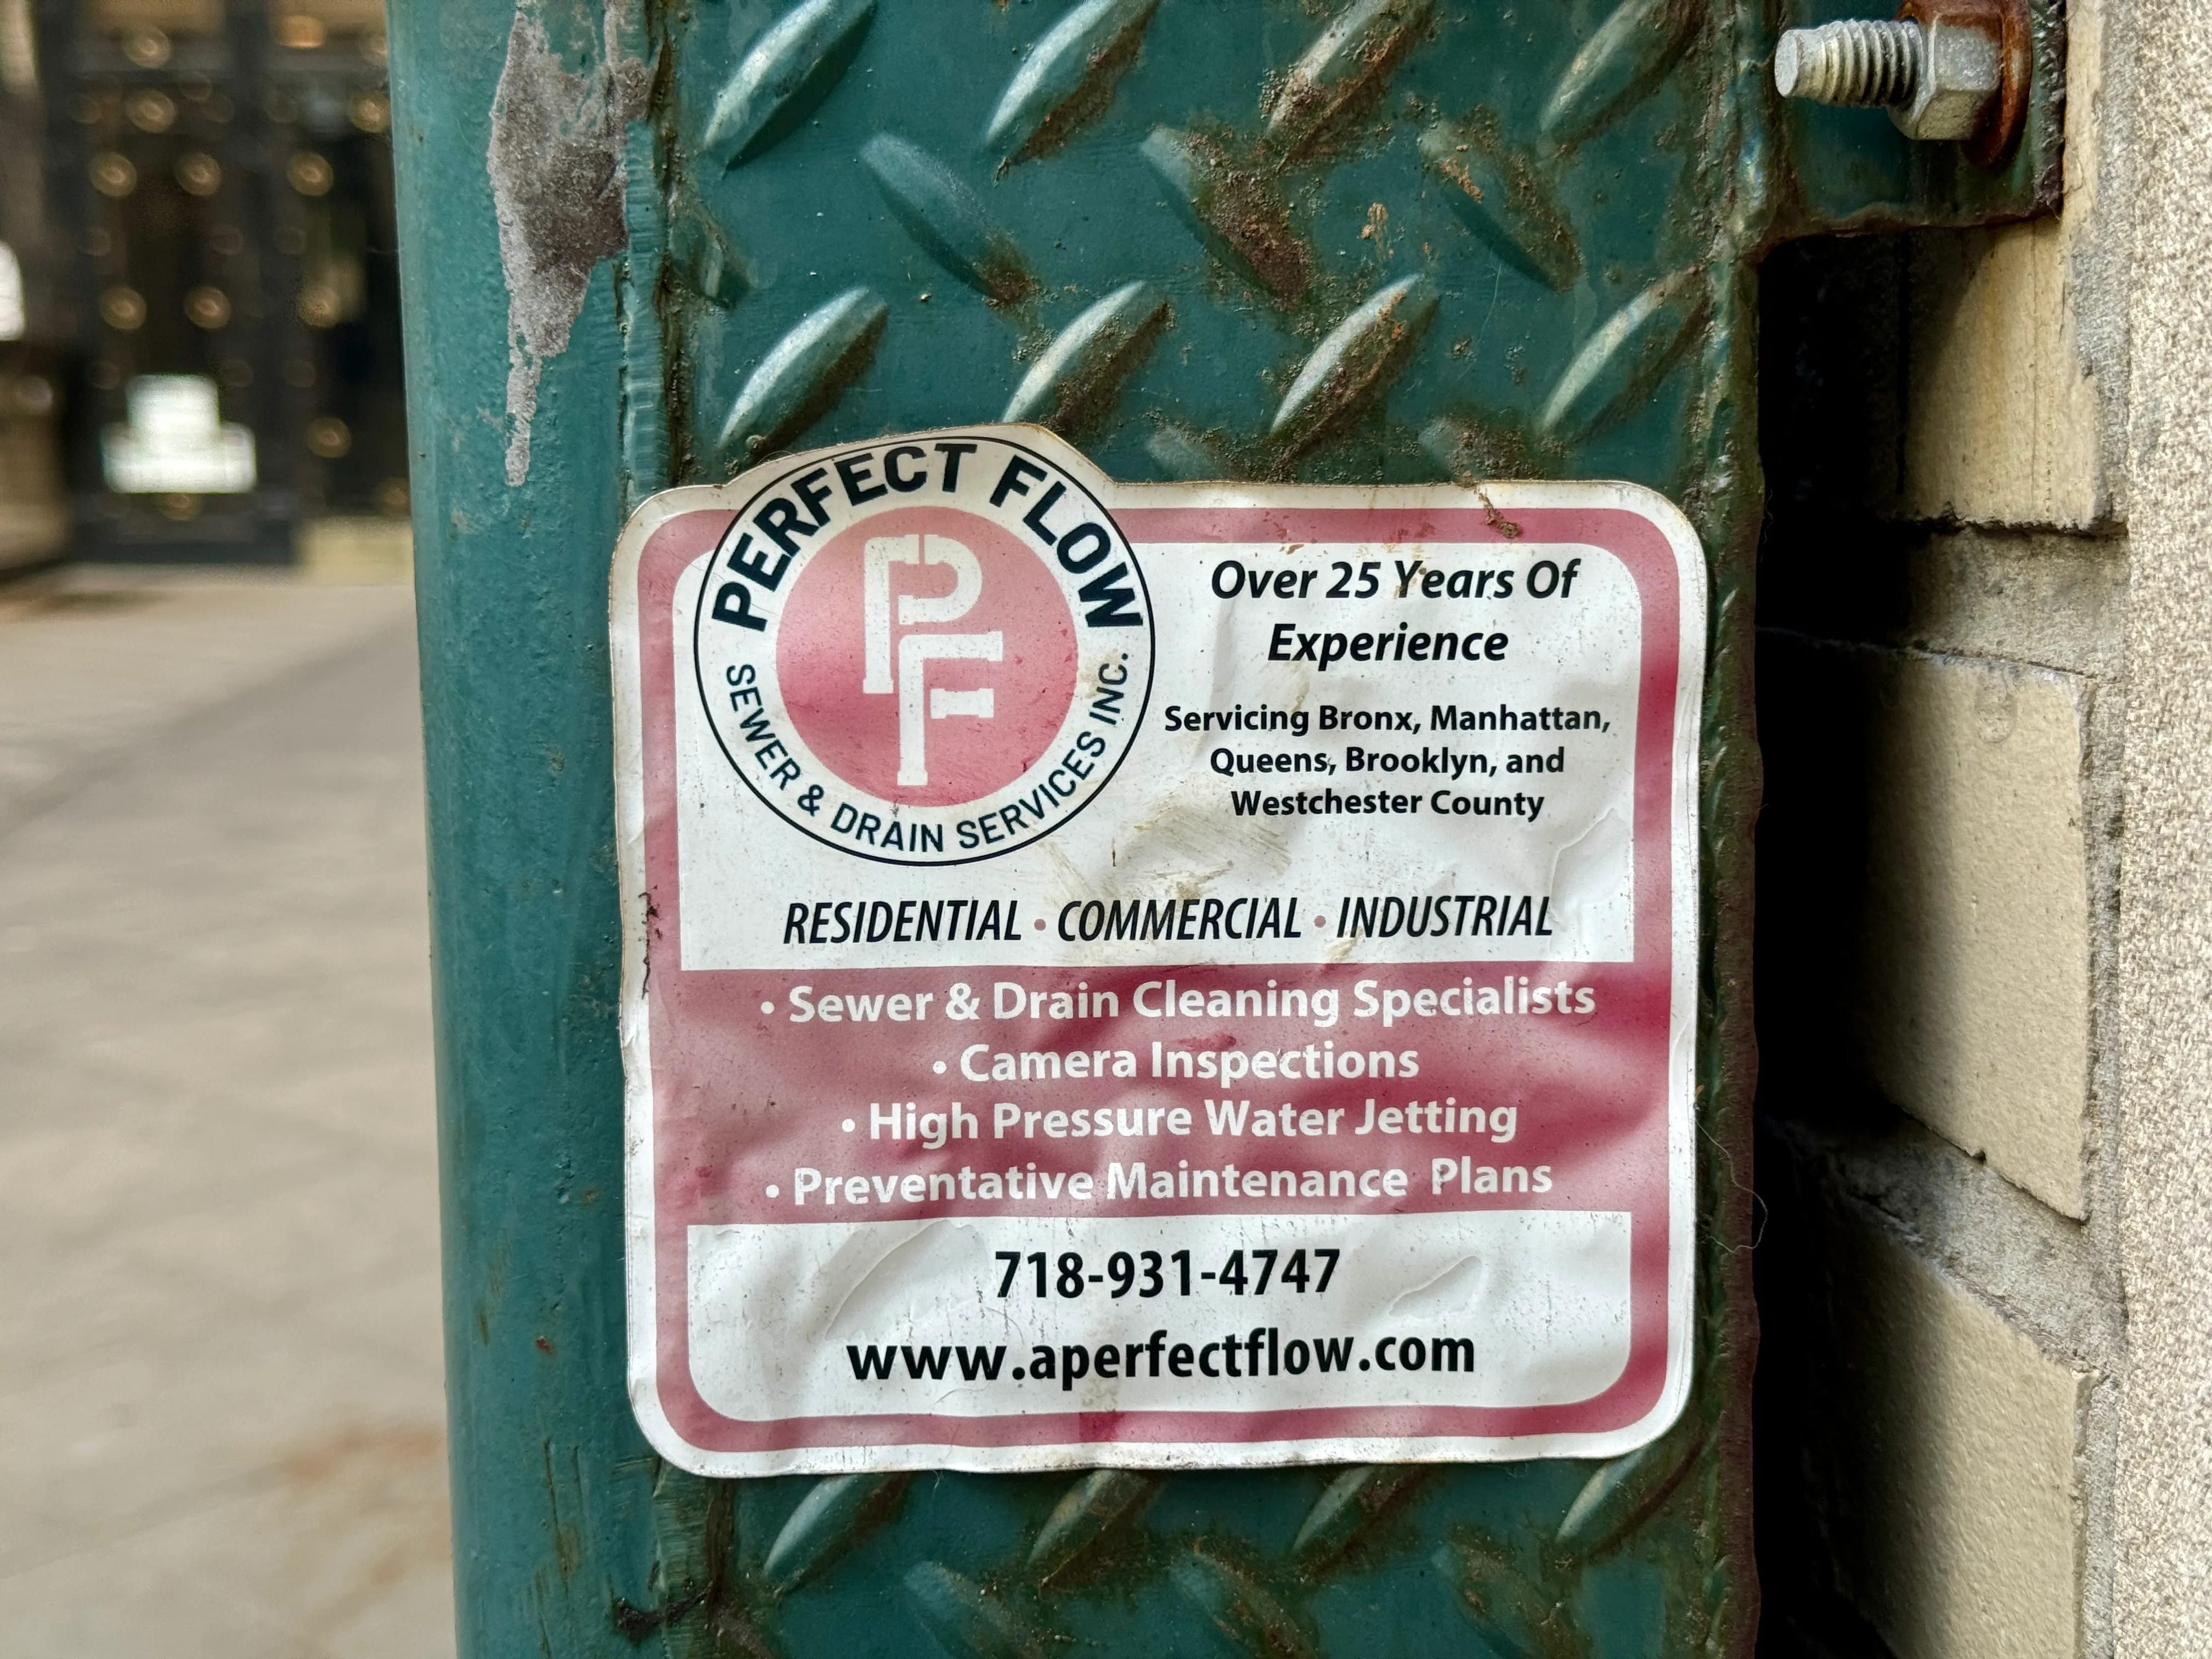 PERFECT FLOW
SEWER & DRAIN SERVICES INC.
PF
Over 25 Years Of
Experience
Servicing Bronx, Manhattan,
Queens, Brooklyn, and
Westchester County
RESIDENTIAL • COMMERCIAL • INDUSTRIAL
• Sewer & Drain Cleaning Specialists
• Camera Inspections
• High Pressure Water Jetting
• Preventative Maintenance Plans
718-931-4747
www.aperfectflow.com